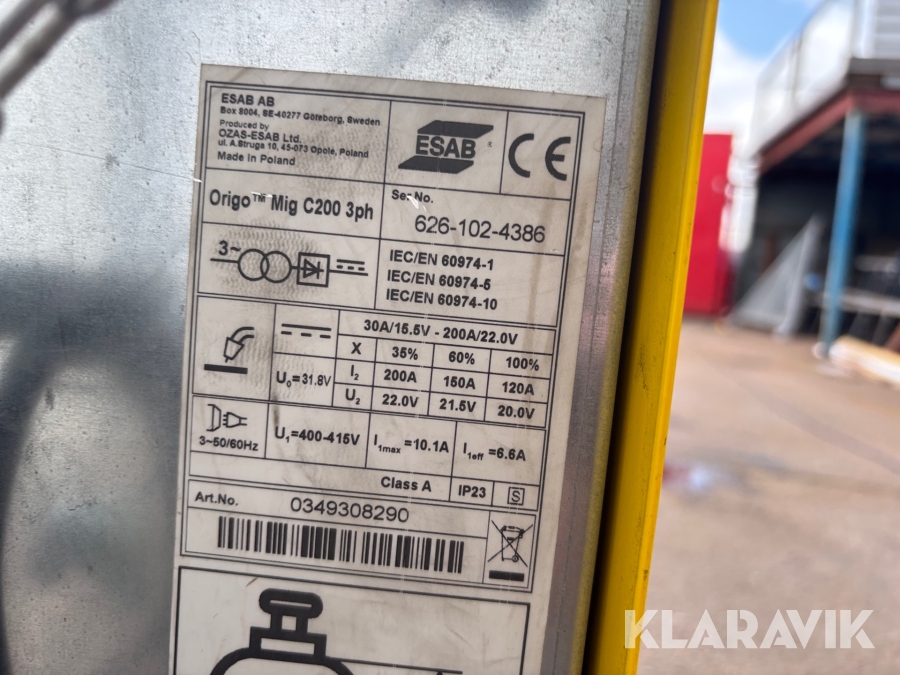 ESAB AB
Box 8004, SE-40277 Göteborg, Sweden
Produced by
OZAS-ESAB Ltd.
ul. A.Struga 10, 45-073 Opole, Poland
Made in Poland
ESAB
CE
Origo™ Mig C200 3ph
Ser.No.
626-102-4386
3~
IEC/EN 60974-1
IEC/EN 60974-5
IEC/EN 60974-10
30A/15.5V - 200A/22.0V
X 35% 60% 100%
U₀=31.8V
I₂ 200A 150A 120A
U₂ 22.0V 21.5V 20.0V
3~50/60Hz
U₁=400-415V
I₁max =10.1A
I₁eff =6.6A
Class A
IP23
S
Art.No.
0349308290
KLARAVIK